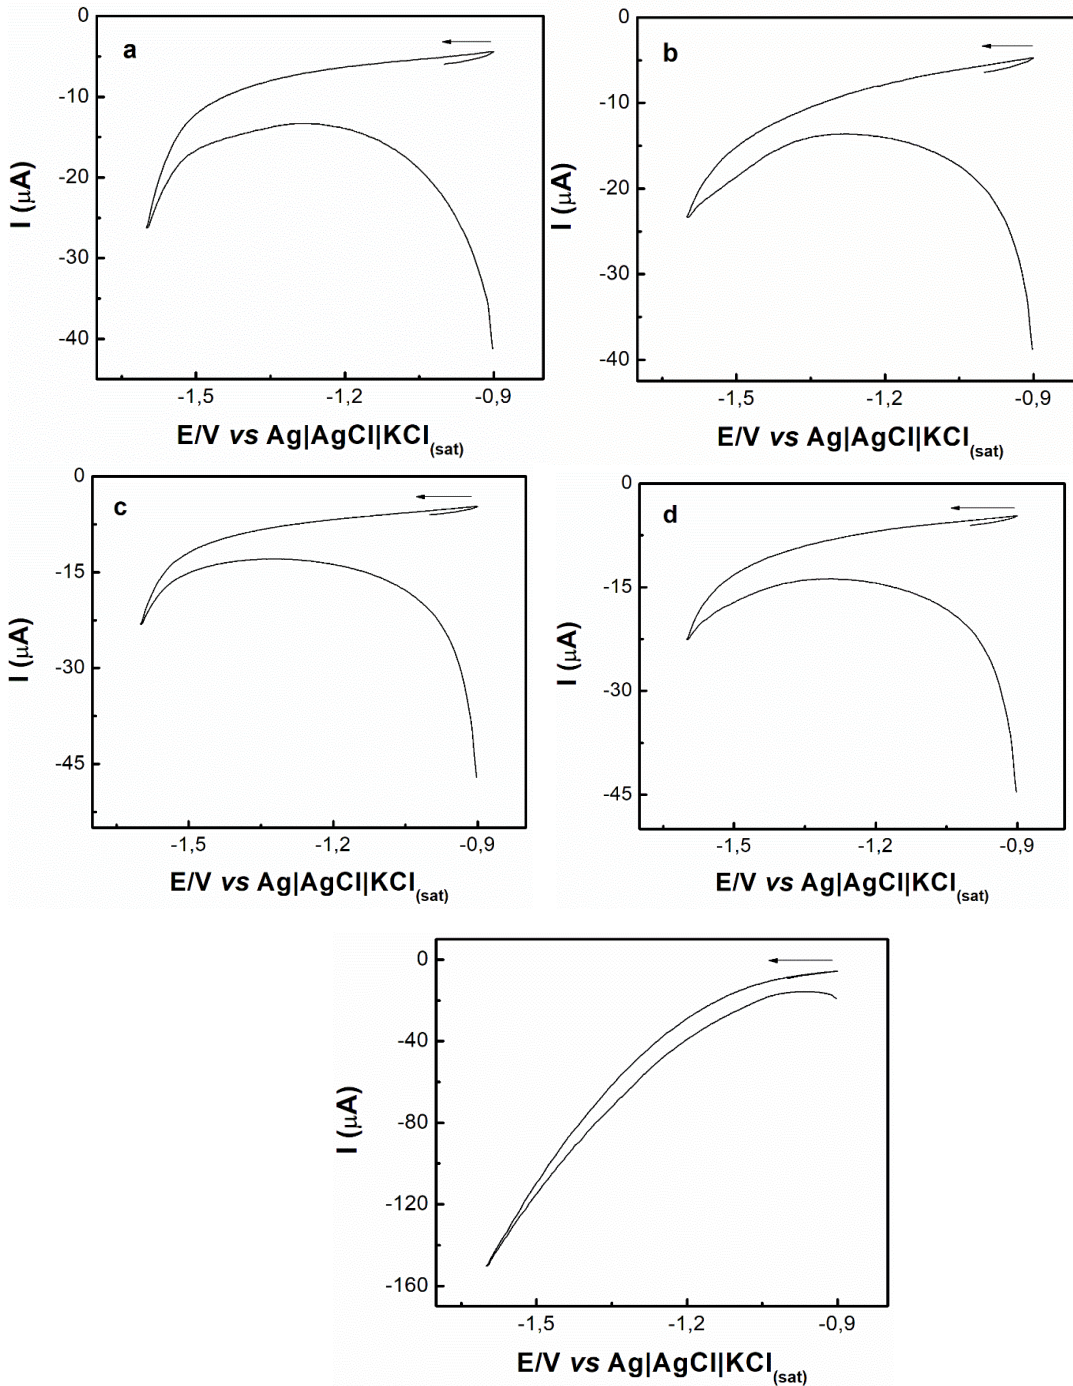 a
0
-10
-20
-30
-40
I (μA)
-1,5
-1,2
-0,9
E/V vs Ag|AgCl|KCl(sat)
b
0
-10
-20
-30
-40
I (μA)
-1,5
-1,2
-0,9
E/V vs Ag|AgCl|KCl(sat)
c
0
-15
-30
-45
I (μA)
-1,5
-1,2
-0,9
E/V vs Ag|AgCl|KCl(sat)
d
0
-15
-30
-45
I (μA)
-1,5
-1,2
-0,9
E/V vs Ag|AgCl|KCl(sat)
0
-40
-80
-120
-160
I (μA)
-1,5
-1,2
-0,9
E/V vs Ag|AgCl|KCl(sat)